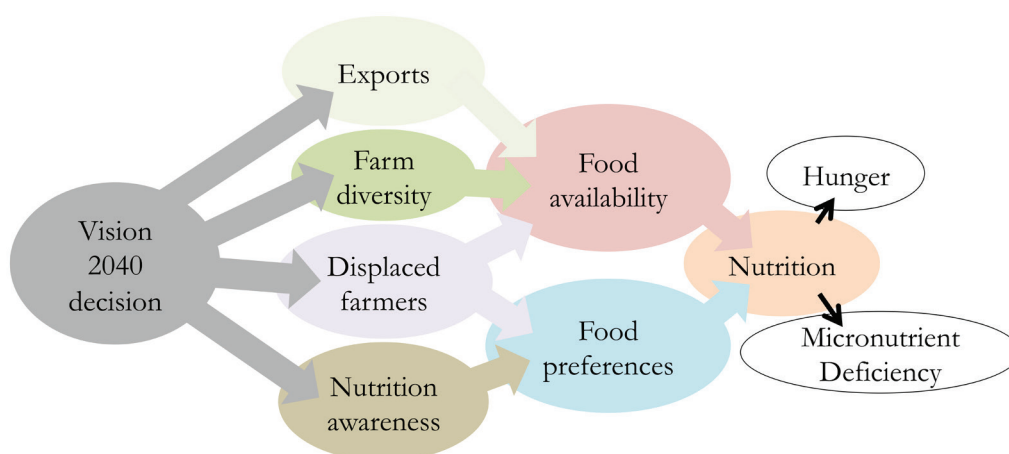 Exports
Farm
diversity
Food
availability
Hunger
Vision
2040
decision
Displaced
farmers
Nutrition
Food
preferences
Micronutrient
Deficiency
Nutrition
awareness